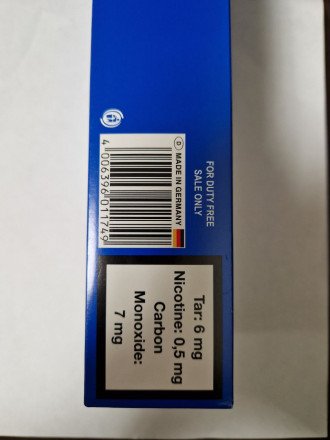 FOR DUTY FREE
SALE ONLY
D MADE IN GERMANY
4 006396 011749
Tar: 6 mg
Nicotine: 0,5 mg
Carbon
Monoxide:
7 mg